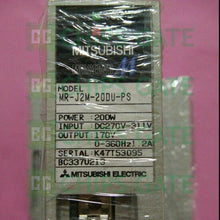 MITSUBISHI
MODEL
MR-J2M-20DU-PS
POWER 200W
INPUT DC270V-311V
OUTPUT 170V
0-360Hz 1.2A
SERIAL K47T53095
BC337U213
MITSUBISHI ELECTRIC